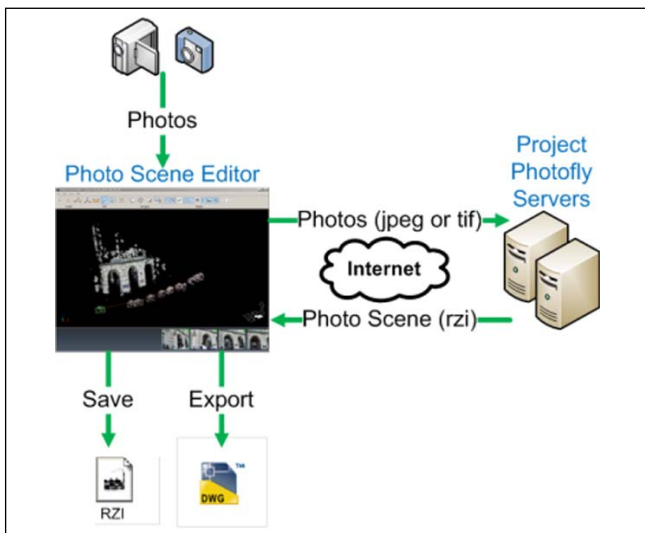 Photos
Photo Scene Editor
Project
Photofly
Servers
Photos (jpeg or tif)
Internet
Photo Scene (rzi)
Save
Export
RZI
DWG